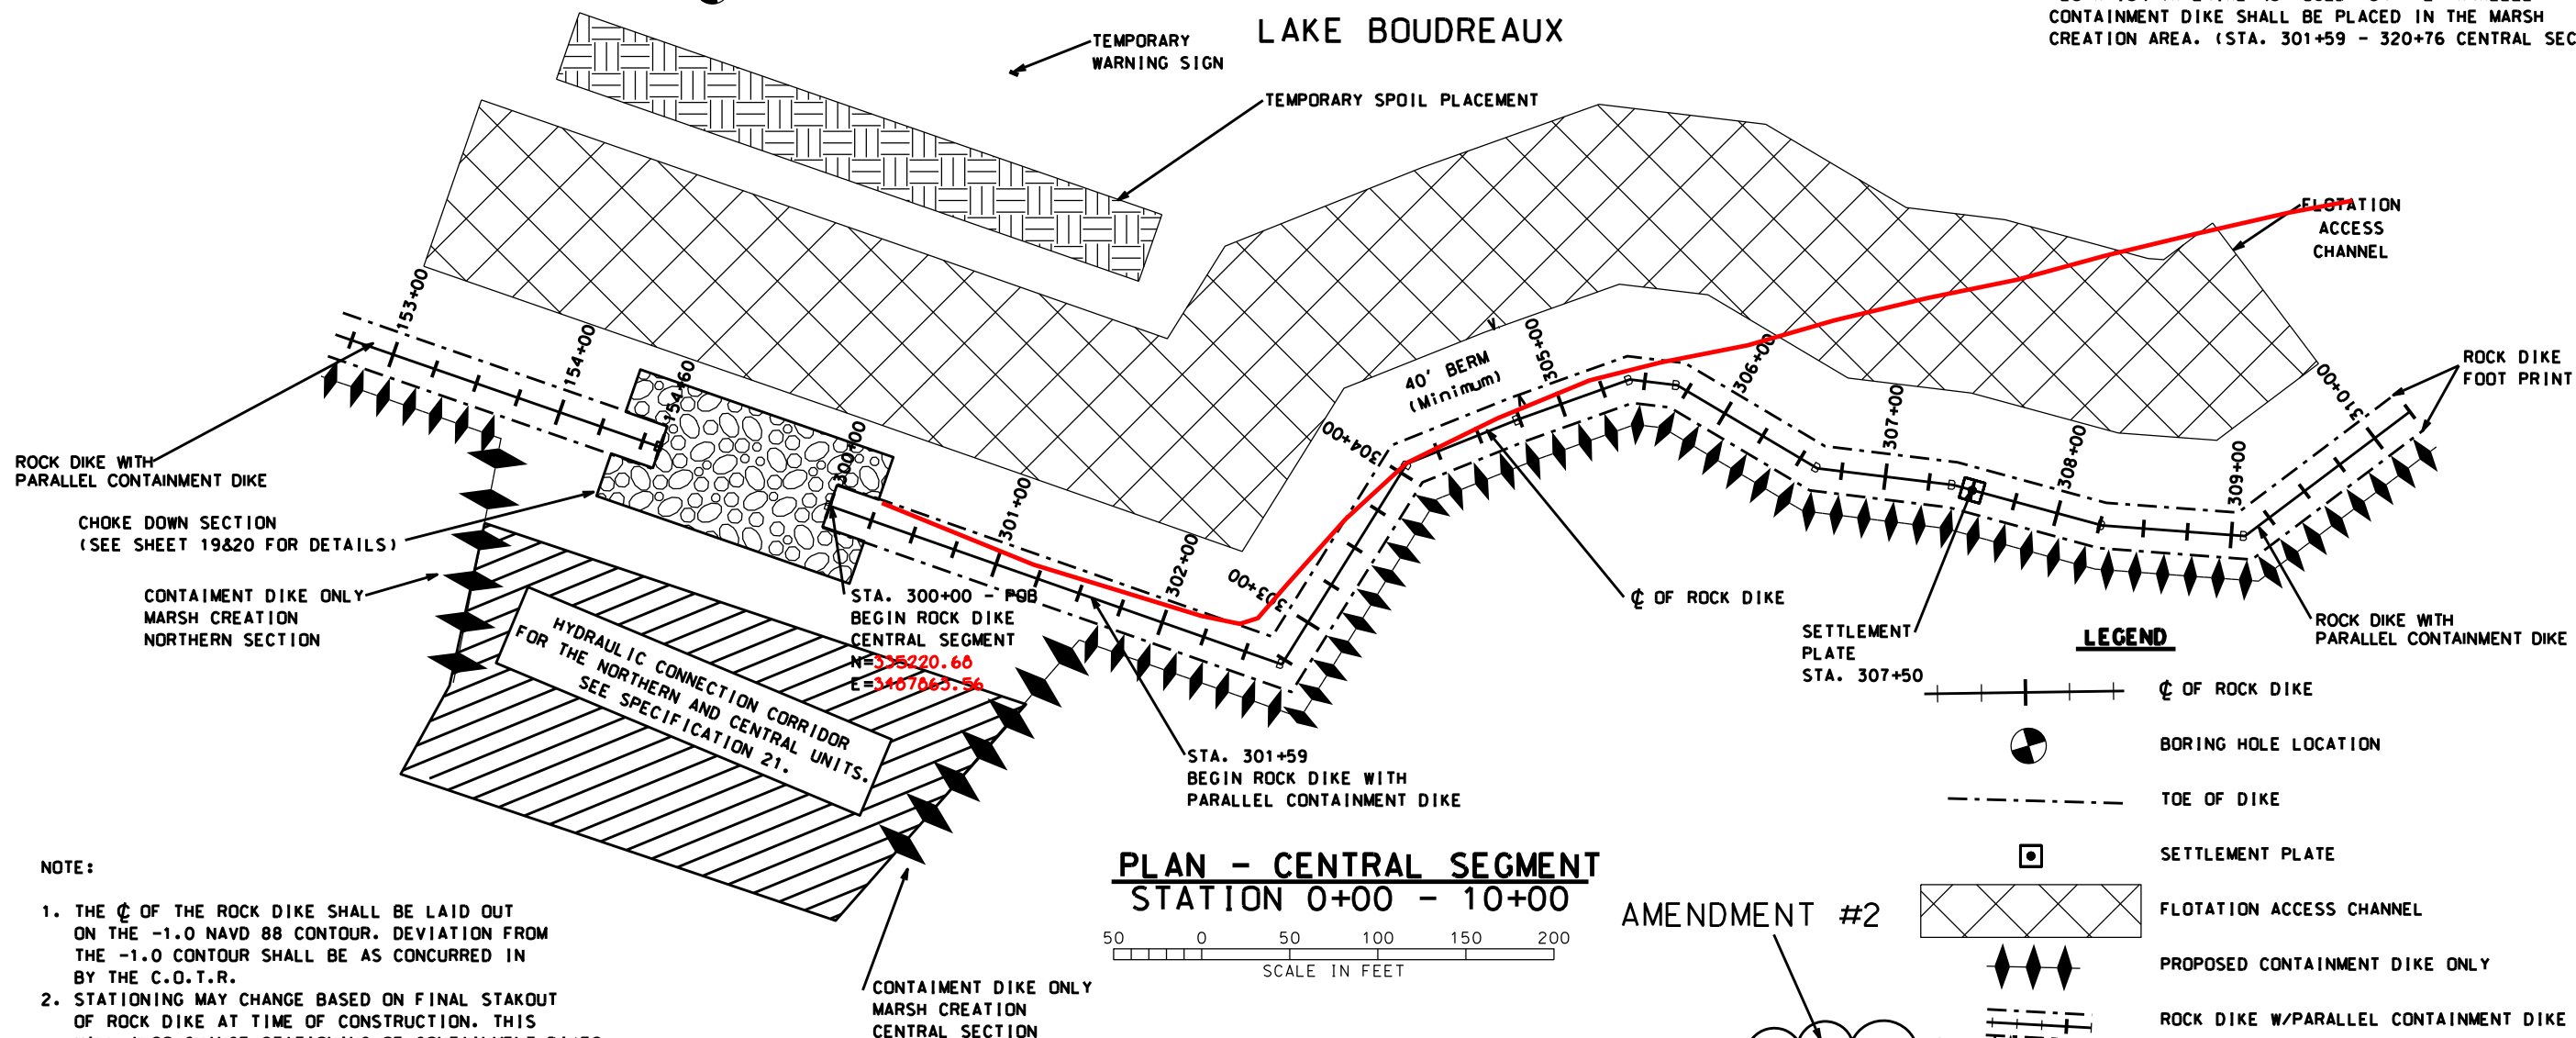 LAKE BOUDREAUX
TEMPORARY
WARNING SIGN
TEMPORARY SPOIL PLACEMENT
CONTAINMENT DIKE SHALL BE PLACED IN THE MARSH
CREATION AREA. (STA. 301+59 - 320+76 CENTRAL SEC
FLOTATION
ACCESS
CHANNEL
153+00
154+00
154+60
300+00
301+00
302+00
303+00
304+00
305+00
306+00
307+00
308+00
309+00
310+00
40' BERM
(Minimum)
ROCK DIKE
FOOT PRINT
ROCK DIKE WITH
PARALLEL CONTAINMENT DIKE
CHOKE DOWN SECTION
(SEE SHEET 19&20 FOR DETAILS)
CONTAIMENT DIKE ONLY
MARSH CREATION
NORTHERN SECTION
STA. 300+00 - POB
BEGIN ROCK DIKE
CENTRAL SEGMENT
N=335220.68
E=3487863.56
HYDRAULIC CONNECTION CORRIDOR
FOR THE NORTHERN AND CENTRAL UNITS.
SEE SPECIFICATION 21.
STA. 301+59
BEGIN ROCK DIKE WITH
PARALLEL CONTAINMENT DIKE
℄ OF ROCK DIKE
SETTLEMENT
PLATE
STA. 307+50
ROCK DIKE WITH
PARALLEL CONTAINMENT DIKE
LEGEND
℄ OF ROCK DIKE
BORING HOLE LOCATION
TOE OF DIKE
SETTLEMENT PLATE
FLOTATION ACCESS CHANNEL
PROPOSED CONTAINMENT DIKE ONLY
ROCK DIKE W/PARALLEL CONTAINMENT DIKE
PLAN - CENTRAL SEGMENT
STATION 0+00 - 10+00
50 0 50 100 150 200
SCALE IN FEET
AMENDMENT #2
CONTAIMENT DIKE ONLY
MARSH CREATION
CENTRAL SECTION
NOTE:
1. THE ℄ OF THE ROCK DIKE SHALL BE LAID OUT
ON THE -1.0 NAVD 88 CONTOUR. DEVIATION FROM
THE -1.0 CONTOUR SHALL BE AS CONCURRED IN
BY THE C.O.T.R.
2. STATIONING MAY CHANGE BASED ON FINAL STAKOUT
OF ROCK DIKE AT TIME OF CONSTRUCTION. THIS